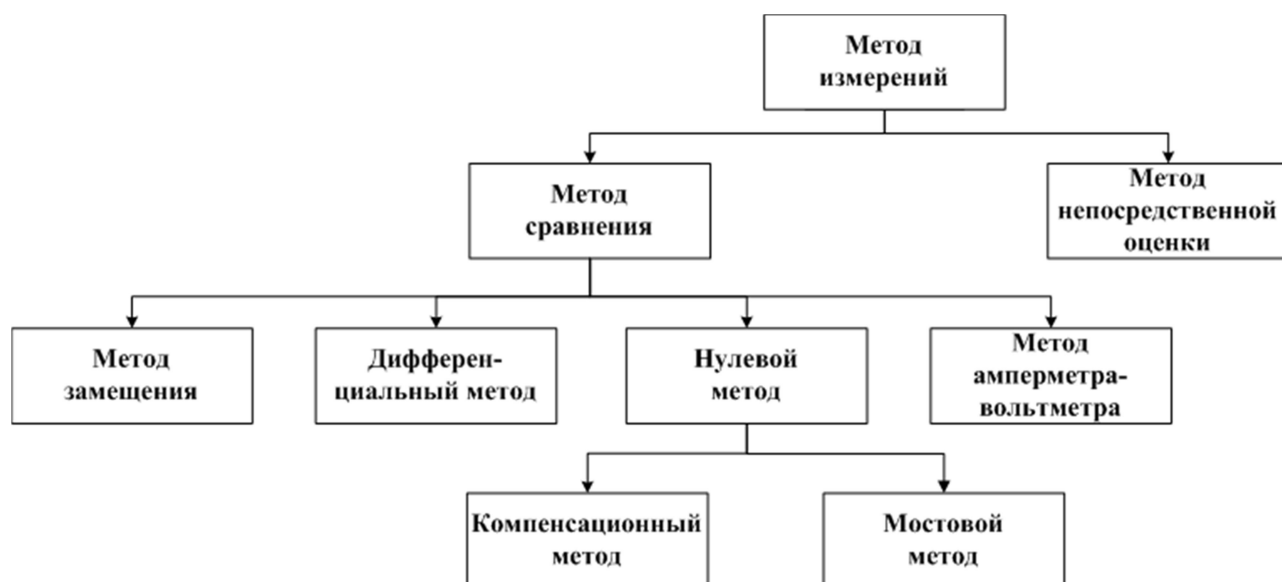 Метод
измерений
Метод
сравнения
Метод
непосредственной
оценки
Метод
замещения
Дифферен-
циальный метод
Нулевой
метод
Метод
амперметра-
вольтметра
Компенсационный
метод
Мостовой
метод